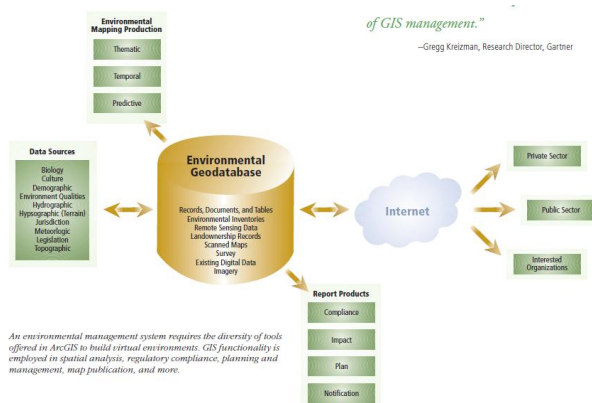 of GIS management.”
–Gregg Kreizman, Research Director, Gartner
Environmental
Mapping Production
Thematic
Temporal
Predictive
Data Sources
Biology
Culture
Demographic
Environment Qualities
Hydrographic
Hypsographic (Terrain)
Jurisdiction
Meteorlogic
Legislation
Topographic
Environmental
Geodatabase
Records, Documents, and Tables
Environmental Inventories
Remote Sensing Data
Landownership Records
Scanned Maps
Survey
Existing Digital Data
Imagery
Internet
Private Sector
Public Sector
Interested
Organizations
Report Products
Compliance
Impact
Plan
Notification
An environmental management system requires the diversity of tools
offered in ArcGIS to build virtual environments. GIS functionality is
employed in spatial analysis, regulatory compliance, planning and
management, map publication, and more.